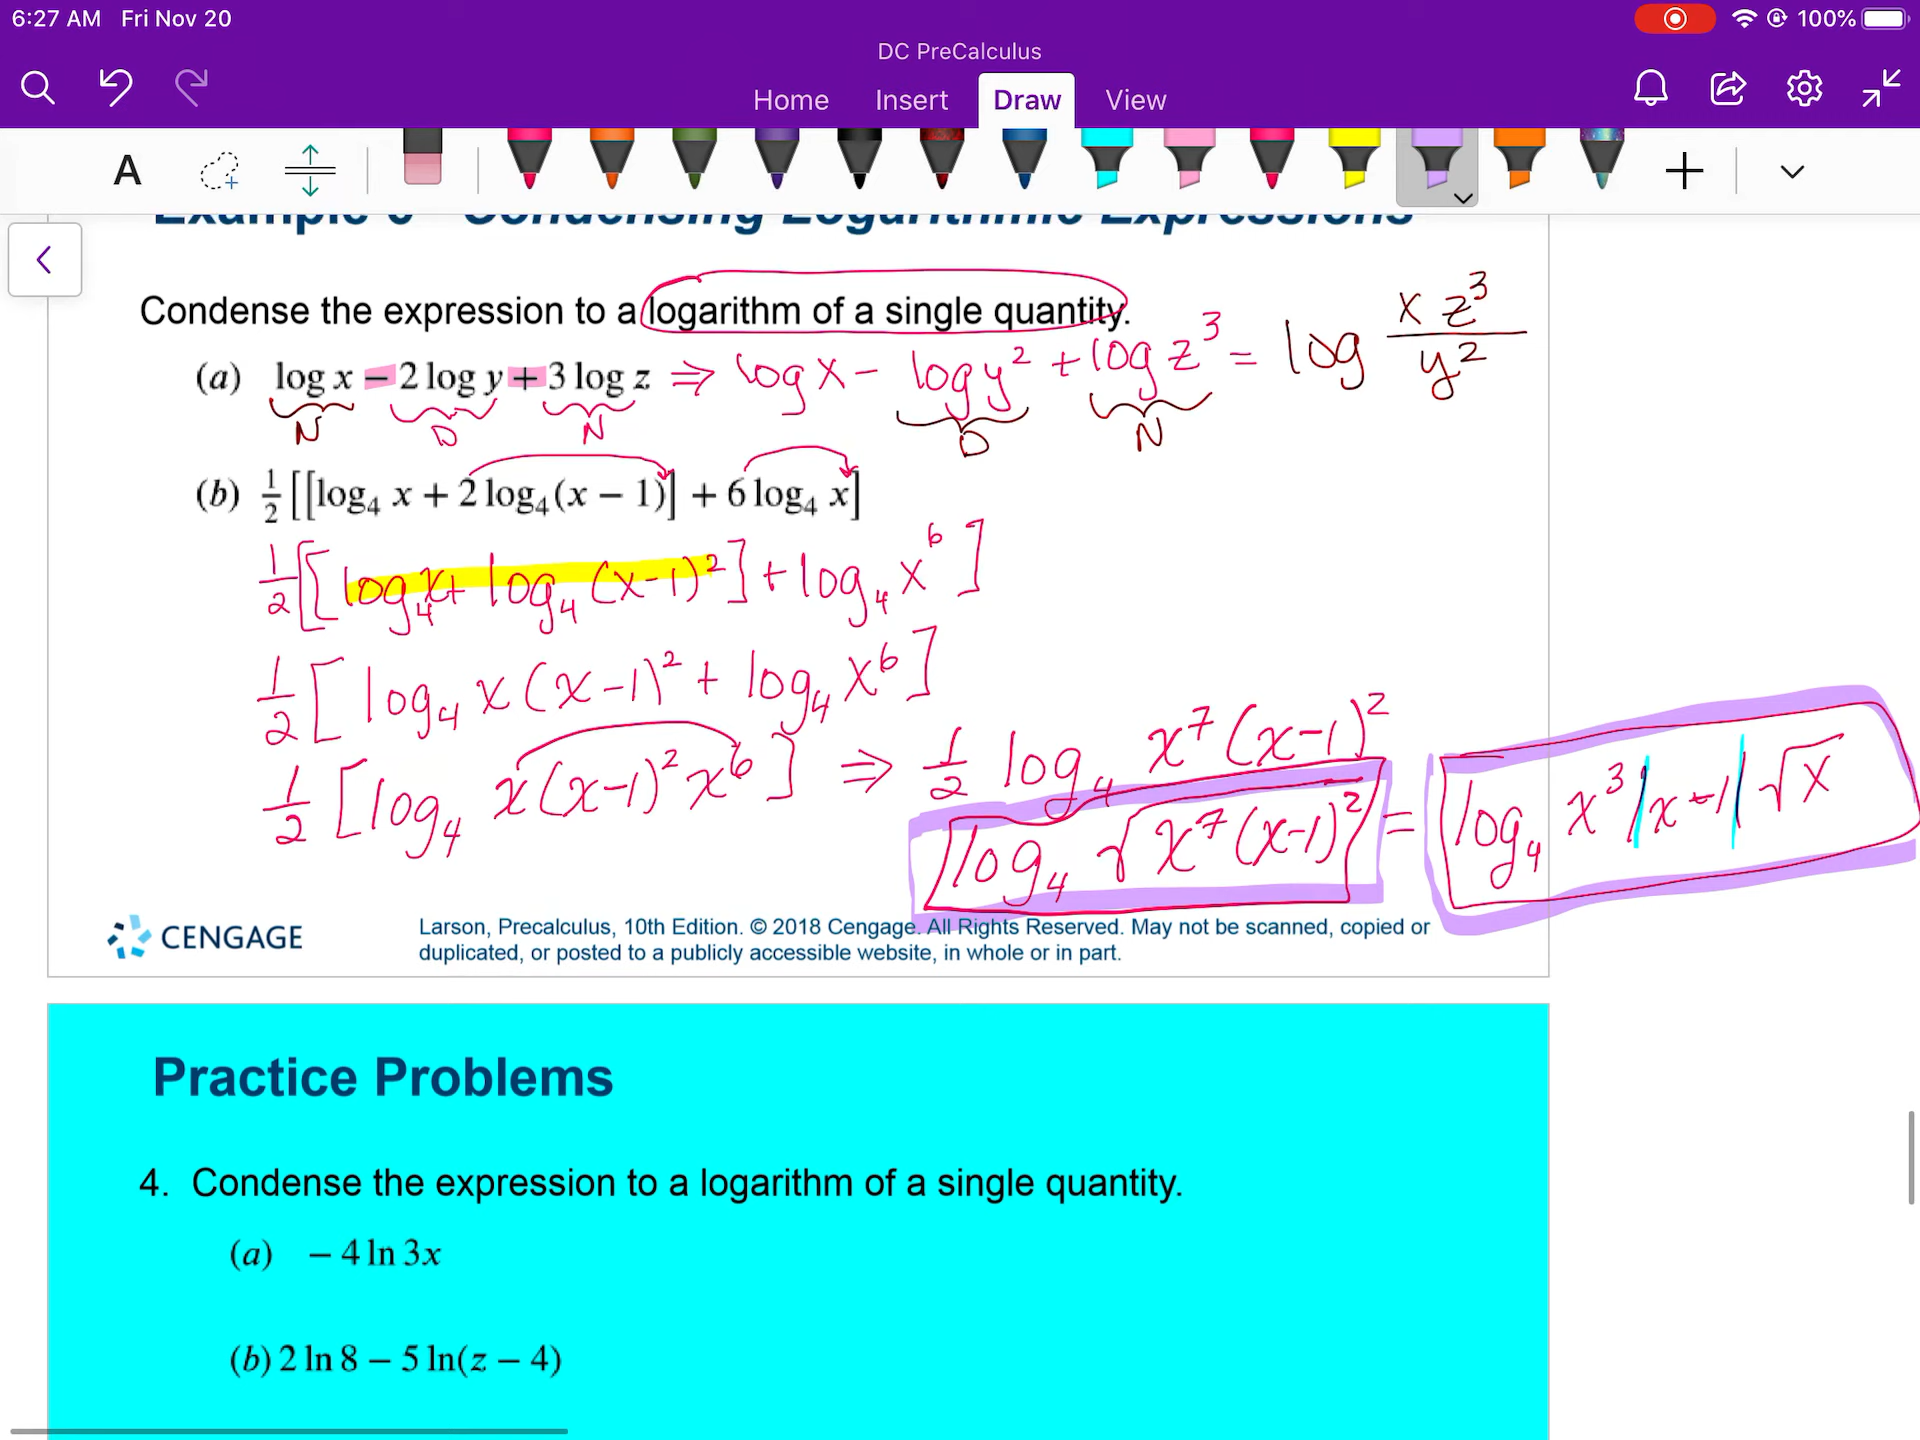 6:27 AM Fri Nov 20 100%
DC PreCalculus
Home Insert Draw View
A
Condensing Logarithmic Expressions
Condense the expression to a logarithm of a single quantity.
(a) log x − 2 log y + 3 log z ⇒ log x − log y² + log z³ = log xz³/y²
N D N D N
(b) 1/2 [[log₄ x + 2 log₄(x − 1)] + 6 log₄ x]
1/2 [[log₄ x + log₄ (x−1)²] + log₄ x⁶]
1/2 [log₄ x(x−1)² + log₄ x⁶]
1/2 [log₄ x(x−1)² x⁶] ⇒ 1/2 log₄ x⁷(x−1)²
log₄ √x⁷(x−1)² = log₄ x³|x−1|√x
CENGAGE
Larson, Precalculus, 10th Edition. © 2018 Cengage. All Rights Reserved. May not be scanned, copied or
duplicated, or posted to a publicly accessible website, in whole or in part.
Practice Problems
4. Condense the expression to a logarithm of a single quantity.
(a) − 4 ln 3x
(b) 2 ln 8 − 5 ln(z − 4)